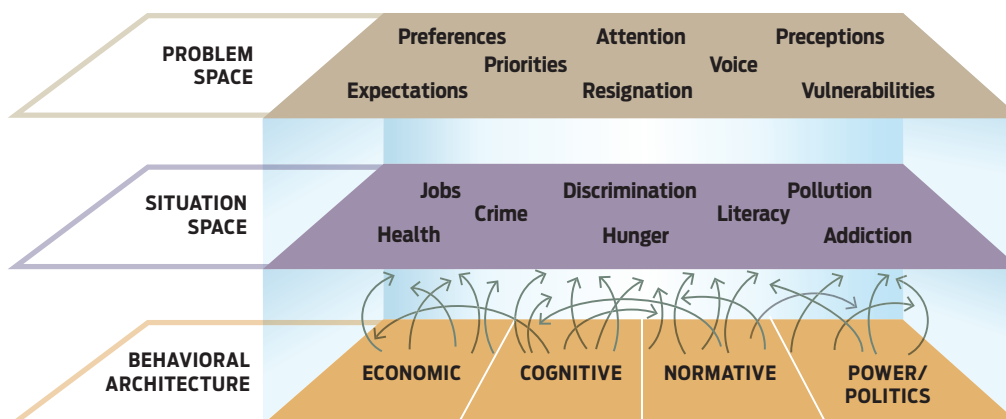 PROBLEM
SPACE
Preferences Attention Preceptions
Priorities Voice
Expectations Resignation Vulnerabilities
SITUATION
SPACE
Jobs Discrimination Pollution
Crime Literacy
Health Hunger Addiction
BEHAVIORAL
ARCHITECTURE
ECONOMIC COGNITIVE NORMATIVE POWER/
POLITICS